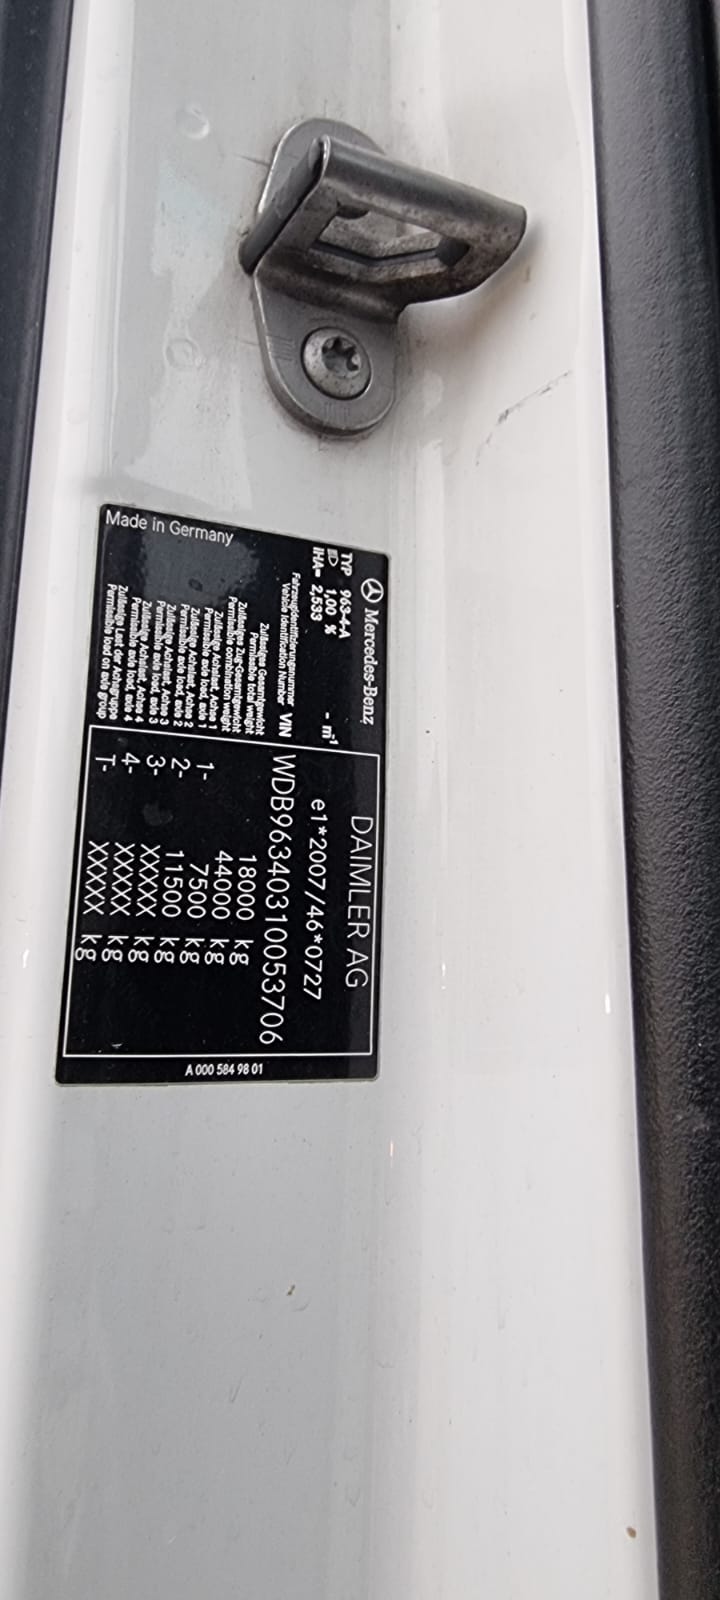 Mercedes-Benz
DAIMLER AG
TYP 963-4-A
1,00 %
- m-1
IHA= 2,533
e1*2007/46*0727
Fahrzeugidentifizierungsnummer
Vehicle Identification Number VIN WDB96340310053706
Zulässiges Gesamtgewicht
Permissible total weight 18000 kg
Zulässiges Zug-Gesamtgewicht
Permissible combination weight 44000 kg
Zulässige Achslast, Achse 1
Permissible axle load, axle 1 1- 7500 kg
Zulässige Achslast, Achse 2
Permissible axle load, axle 2 2- 11500 kg
Zulässige Achslast, Achse 3
Permissible axle load, axle 3 3- XXXXX kg
Zulässige Achslast, Achse 4
Permissible axle load, axle 4 4- XXXXX kg
Zulässige Last der Achsgruppe
Permissible load on axle group T- XXXXX kg
Made in Germany
A 000 584 98 01